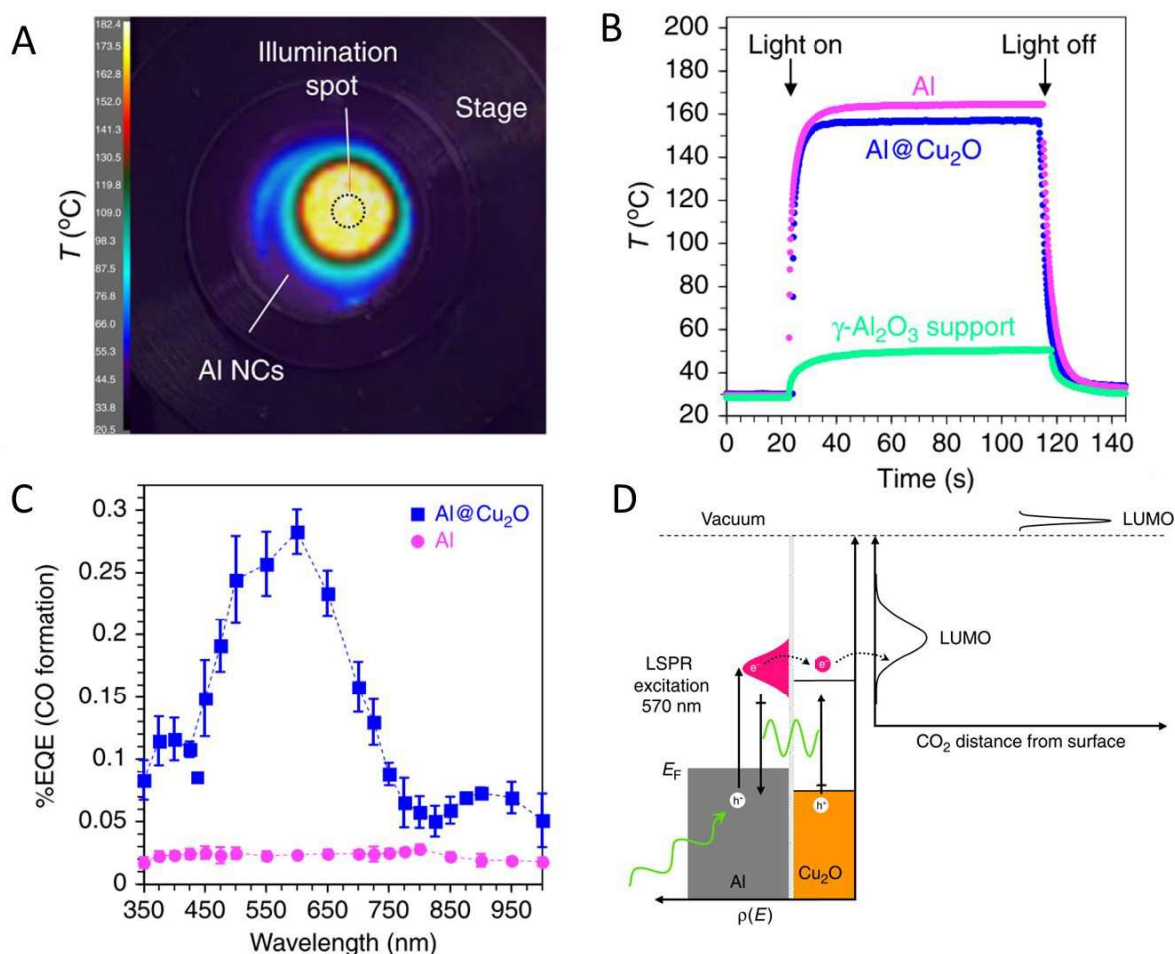 A
182.4
173.5
162.8
152.0
141.3
130.5
119.8
109.0
98.3
87.5
76.0
66.0
55.3
44.5
33.8
20.5
T (°C)
Illumination
spot
Stage
Al NCs
B
Light on
Light off
Al
Al@Cu₂O
γ-Al₂O₃ support
200
180
160
140
120
100
80
60
40
20
T (°C)
0 20 40 60 80 100 120 140
Time (s)
C
Al@Cu₂O
Al
0.3
0.25
0.2
0.15
0.1
0.05
0
%EQE (CO formation)
350 450 550 650 750 850 950
Wavelength (nm)
D
Vacuum
LUMO
LUMO
LSPR
excitation
570 nm
e⁻
e⁻
CO₂ distance from surface
E_F
h⁺
h⁺
Al
Cu₂O
ρ(E)